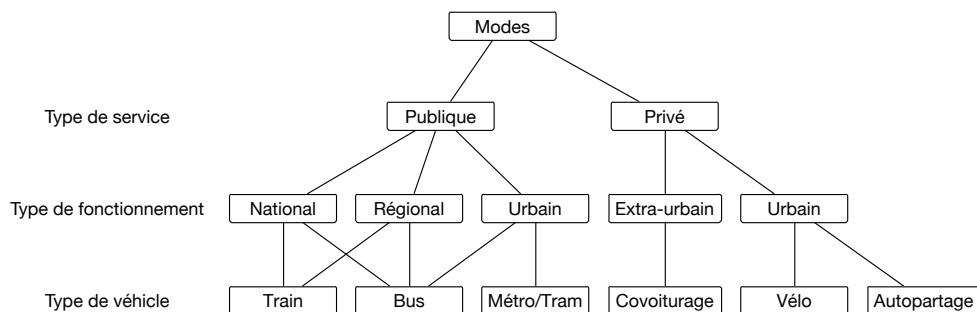 Modes
Type de service
Publique
Privé
Type de fonctionnement
National
Régional
Urbain
Extra-urbain
Urbain
Type de véhicule
Train
Bus
Métro/Tram
Covoiturage
Vélo
Autopartage